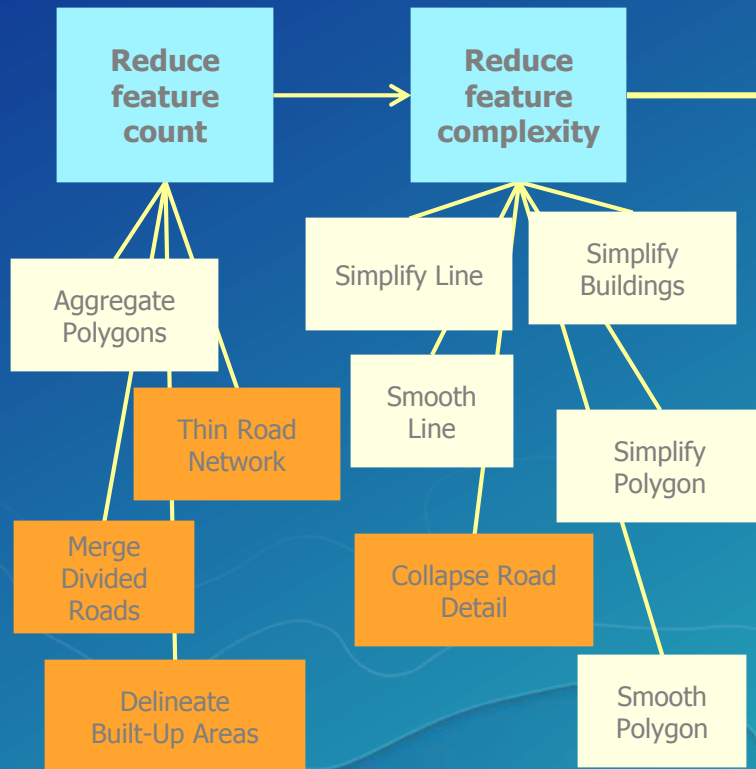 Reduce
feature
count
Reduce
feature
complexity
Aggregate
Polygons
Thin Road
Network
Merge
Divided
Roads
Delineate
Built-Up Areas
Simplify Line
Simplify
Buildings
Smooth
Line
Simplify
Polygon
Collapse Road
Detail
Smooth
Polygon